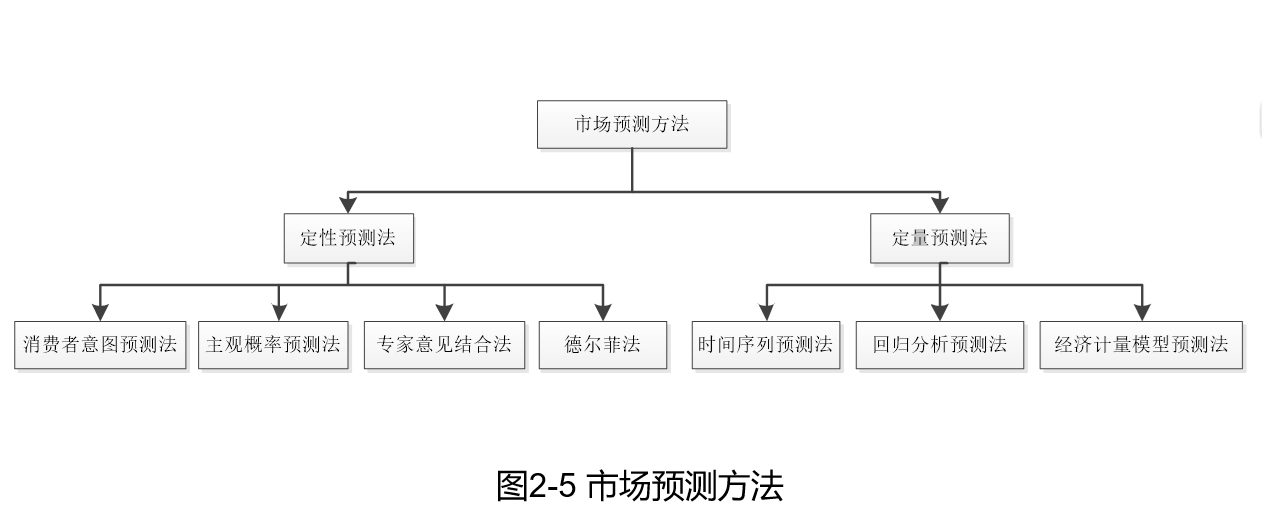 市场预测方法
定性预测法
定量预测法
消费者意图预测法
主观概率预测法
专家意见结合法
德尔菲法
时间序列预测法
回归分析预测法
经济计量模型预测法
图2-5 市场预测方法